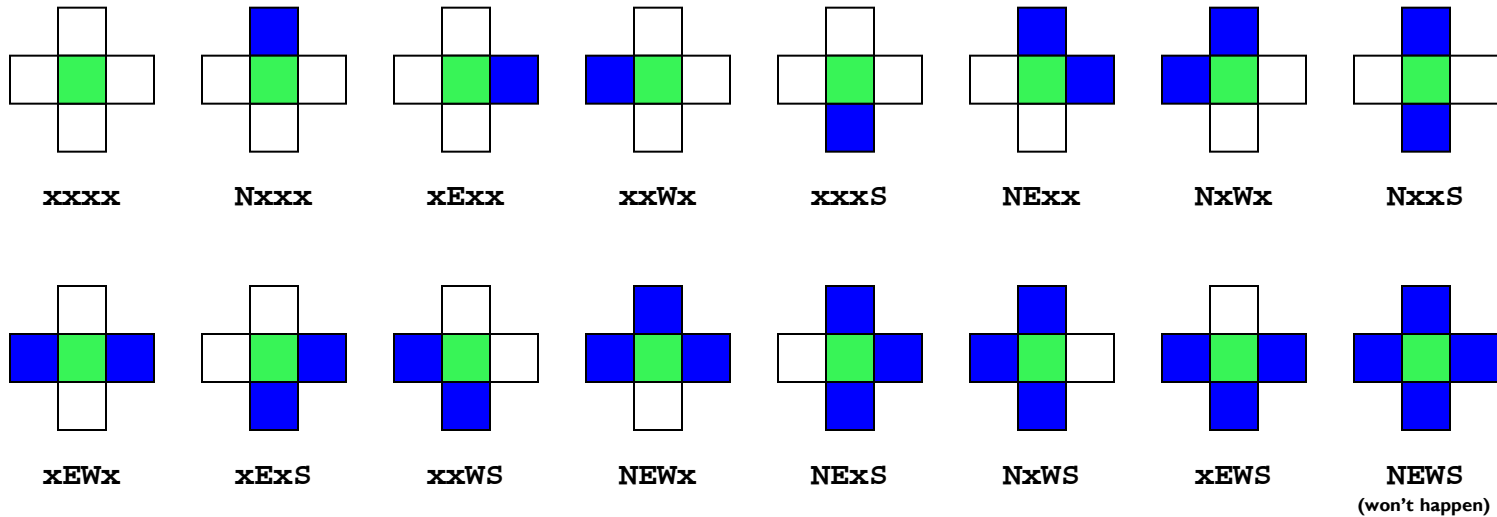 xxxx Nxxx xExx xxWx xxxS NExx NxWx NxxS
xEWx xExS xxWS NEWx NExS NxWS xEWS NEWS
(won't happen)